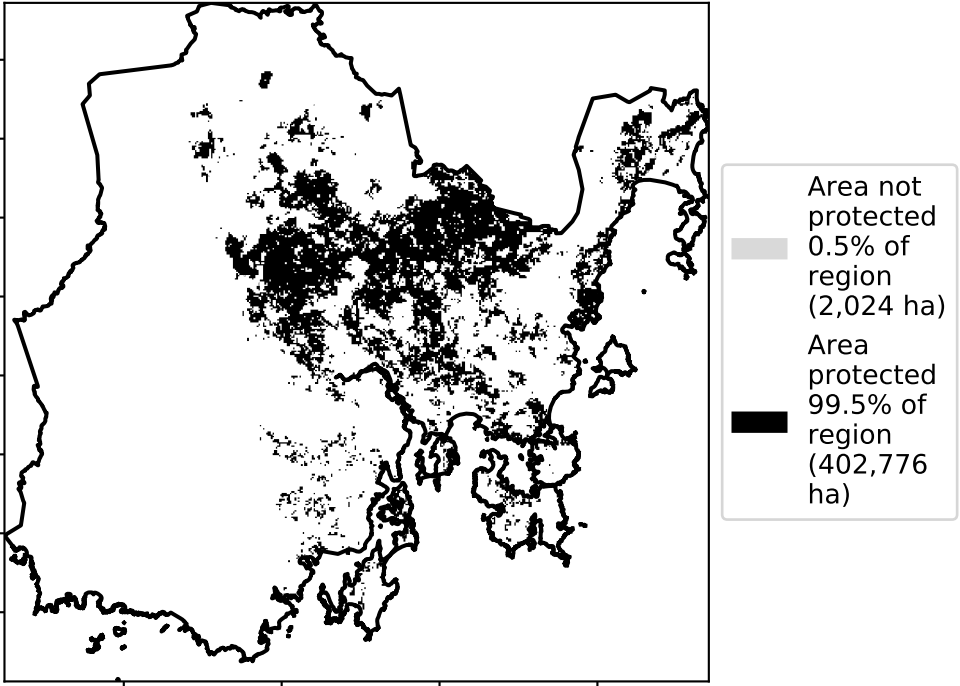 Area not
protected
0.5% of
region
(2,024 ha)
Area
protected
99.5% of
region
(402,776
ha)